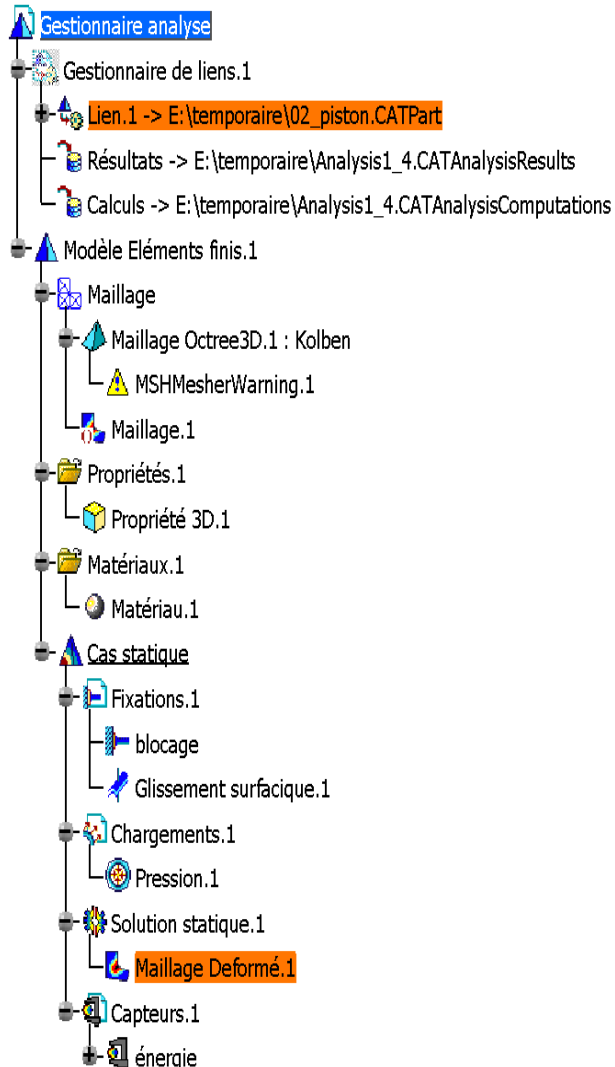 Gestionnaire analyse
Gestionnaire de liens.1
Lien.1 -> E:\temporaire\02_piston.CATPart
Résultats -> E:\temporaire\Analysis1_4.CATAnalysisResults
Calculs -> E:\temporaire\Analysis1_4.CATAnalysisComputations
Modèle Eléments finis.1
Maillage
Maillage Octree3D.1 : Kolben
MSHMesherWarning.1
Maillage.1
Propriétés.1
Propriété 3D.1
Matériaux.1
Matériau.1
Cas statique
Fixations.1
blocage
Glissement surfacique.1
Chargements.1
Pression.1
Solution statique.1
Maillage Deformé.1
Capteurs.1
énergie